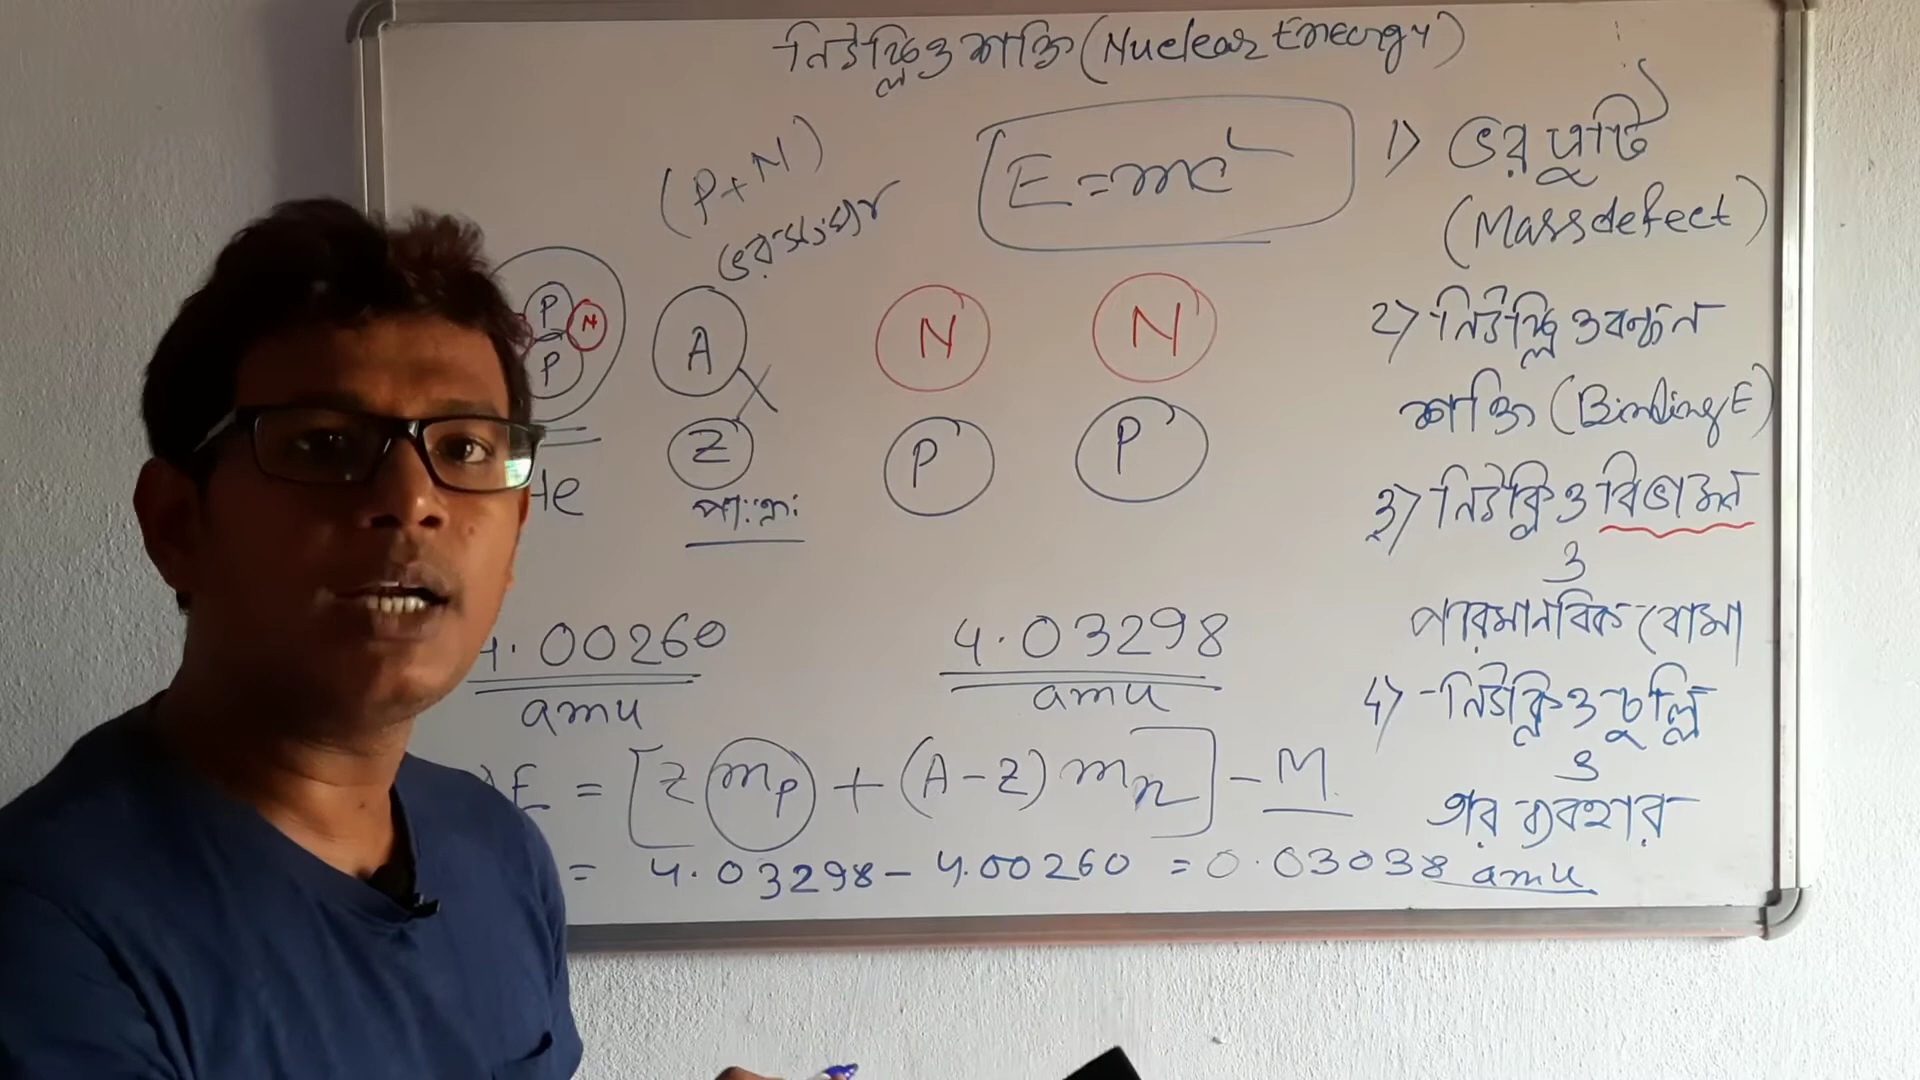 নিউক্লিও শক্তি (Nuclear Energy)
(P+N)
ভরসংখ্যা
E = mc²
P
N
P
A
Z
পাঃক্রঃ
N
N
P
P
He
4.00260
amu
4.03298
amu
ΔE = [Z mp + (A-Z) mn] - M
= 4.03298 - 4.00260 = 0.03038 amu
1) ভর ত্রুটি
(Mass defect)
2) নিউক্লিও বন্ধন
শক্তি (Binding E)
3) নিউক্লিও বিভাজন
ও
পারমানবিক বোমা
4) নিউক্লিও চুল্লি
ও
তার ব্যবহার